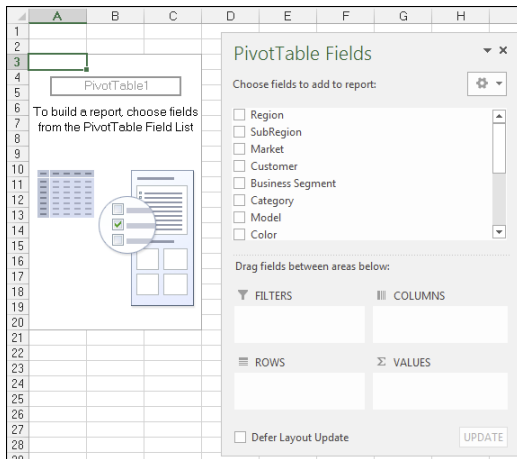 A B C D E F G H
1
2
3
4
5
6
7
8
9
10
11
12
13
14
15
16
17
18
19
20
21
22
23
24
25
26
27
28
PivotTable1
To build a report, choose fields
from the PivotTable Field List
PivotTable Fields
Choose fields to add to report:
Region
SubRegion
Market
Customer
Business Segment
Category
Model
Color
Drag fields between areas below:
FILTERS
COLUMNS
ROWS
Σ VALUES
Defer Layout Update
UPDATE